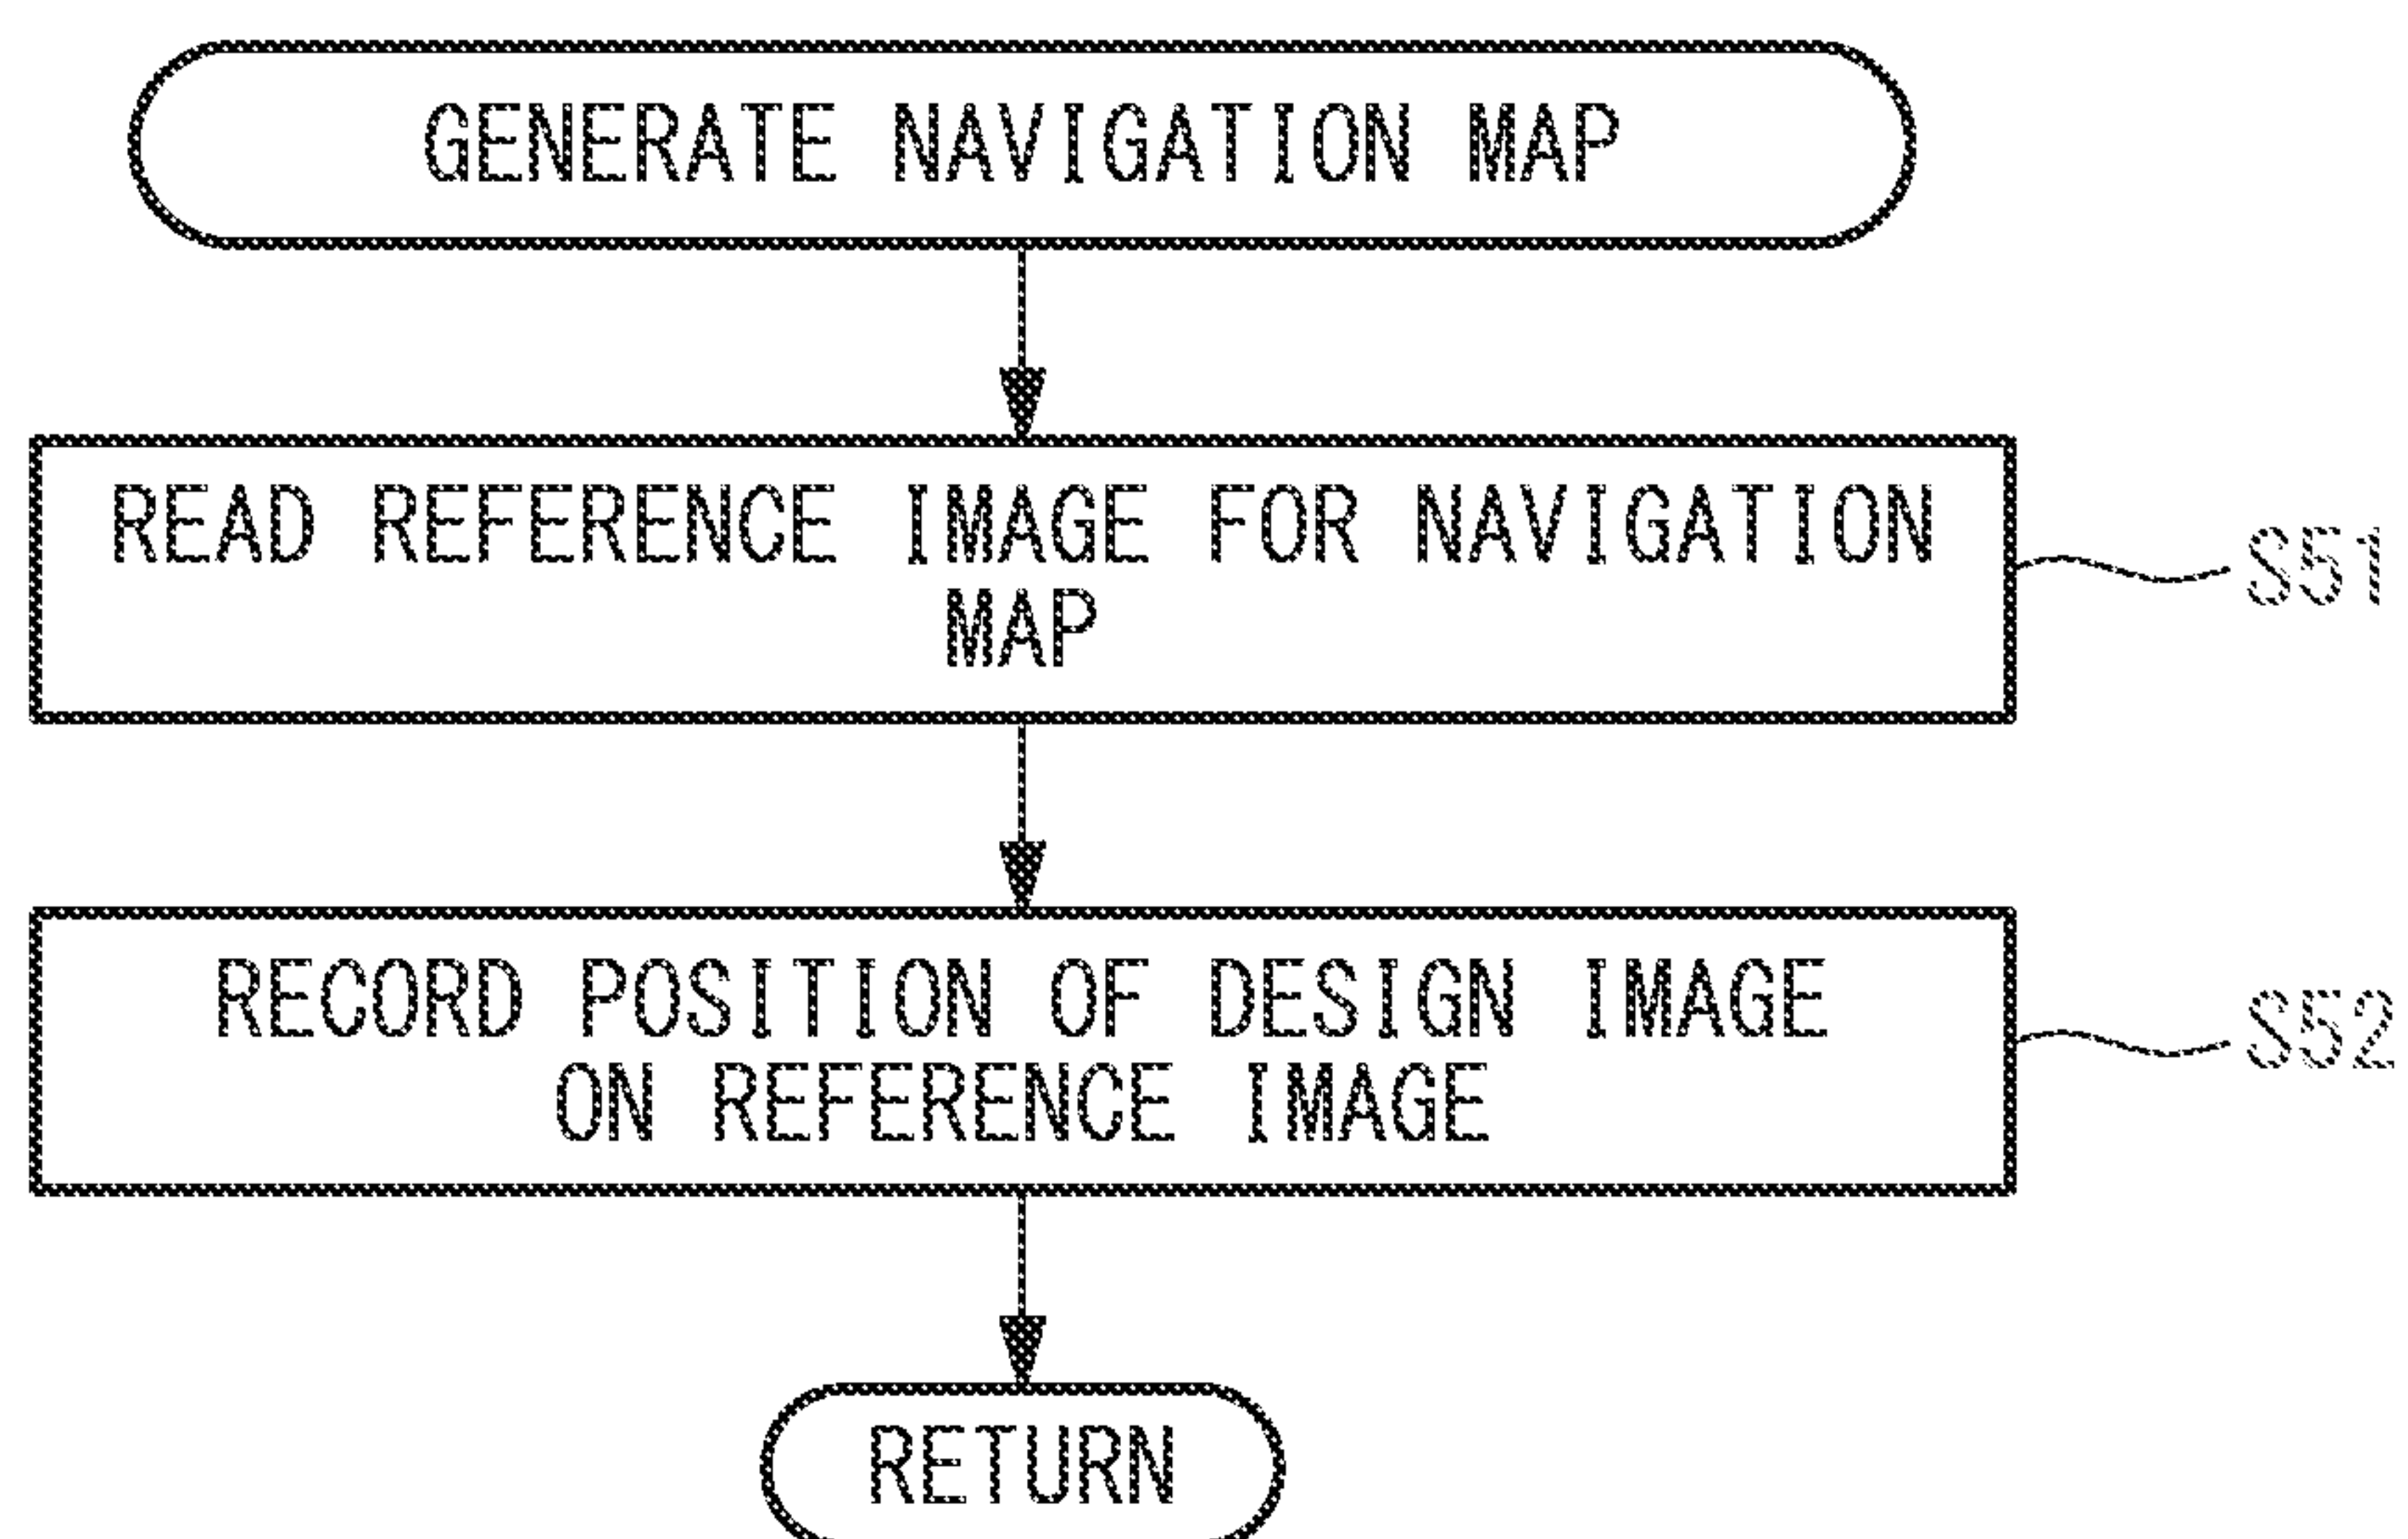 GENERATE NAVIGATION MAP
READ REFERENCE IMAGE FOR NAVIGATION
MAP
S51
RECORD POSITION OF DESIGN IMAGE
ON REFERENCE IMAGE
S52
RETURN